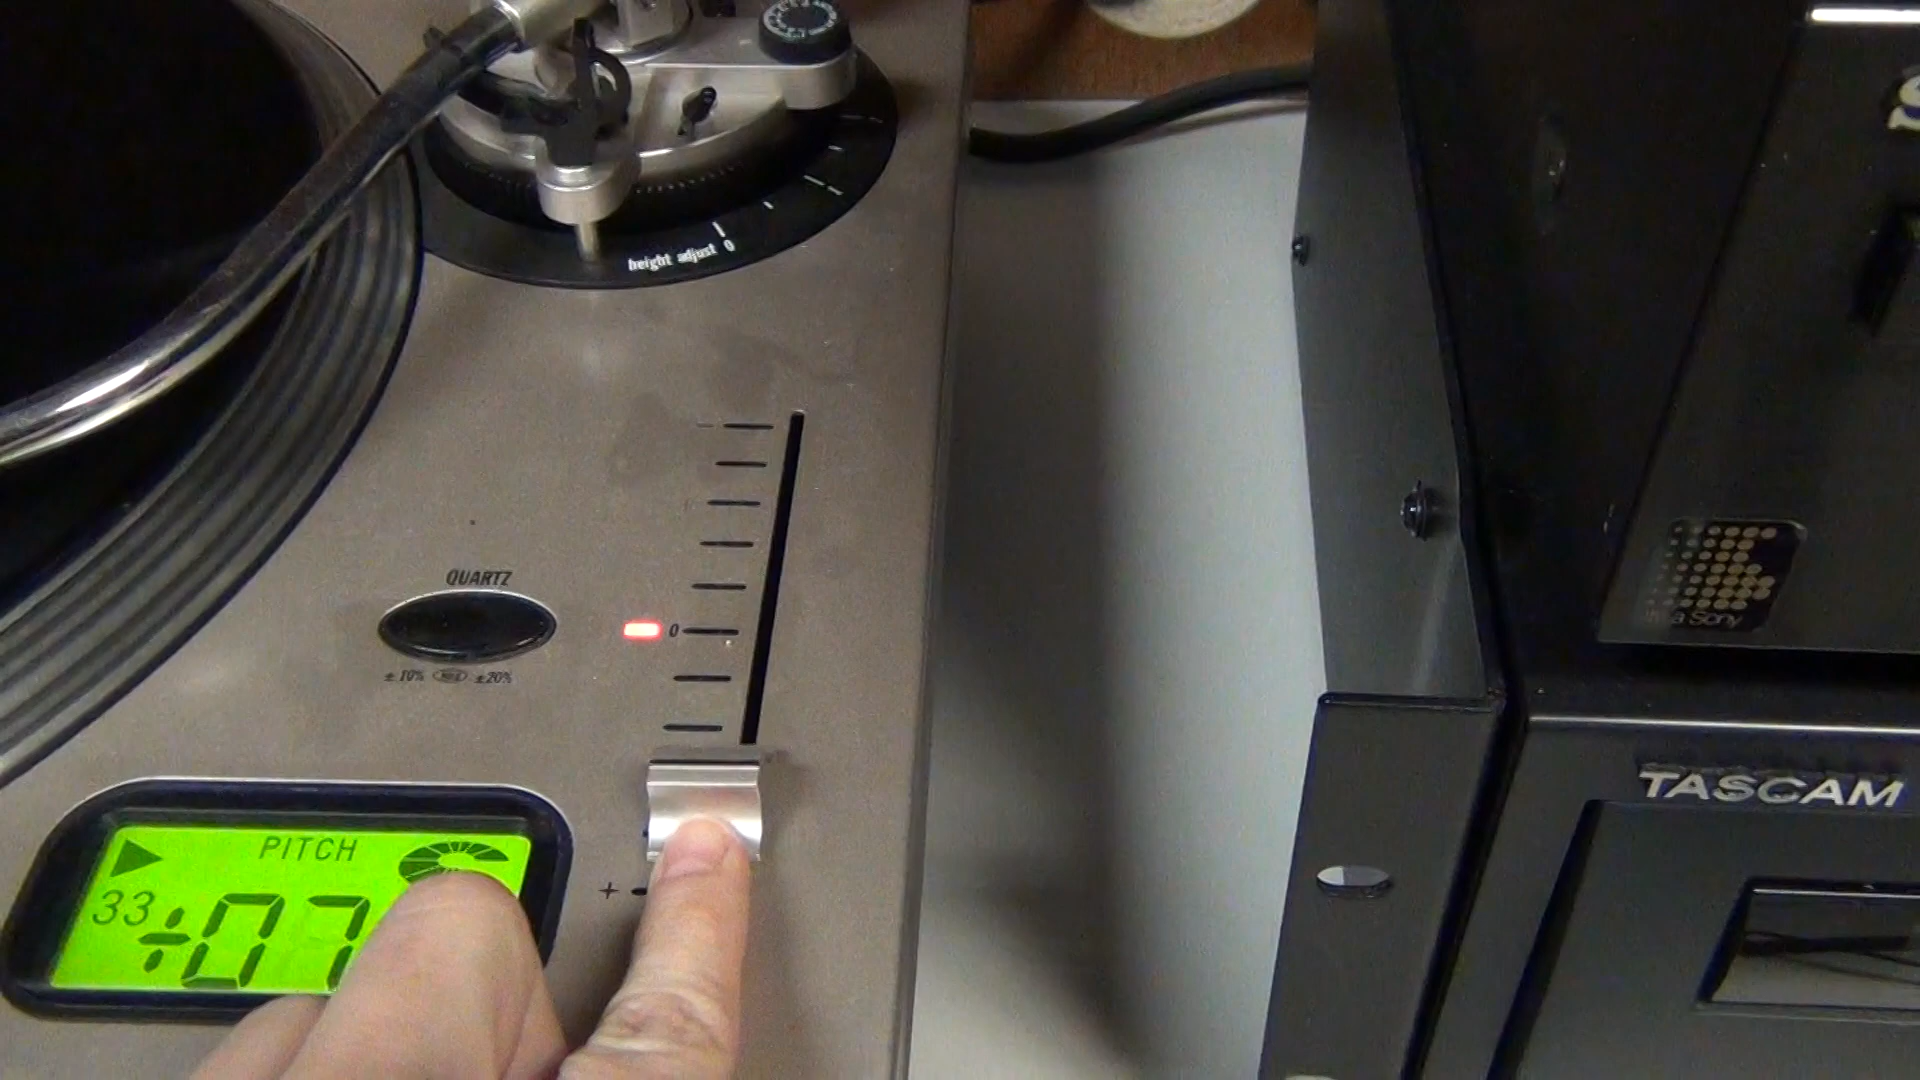 height adjust 0
QUARTZ
0
±10% ±20%
PITCH
33
+07
+
a Sony
TASCAM